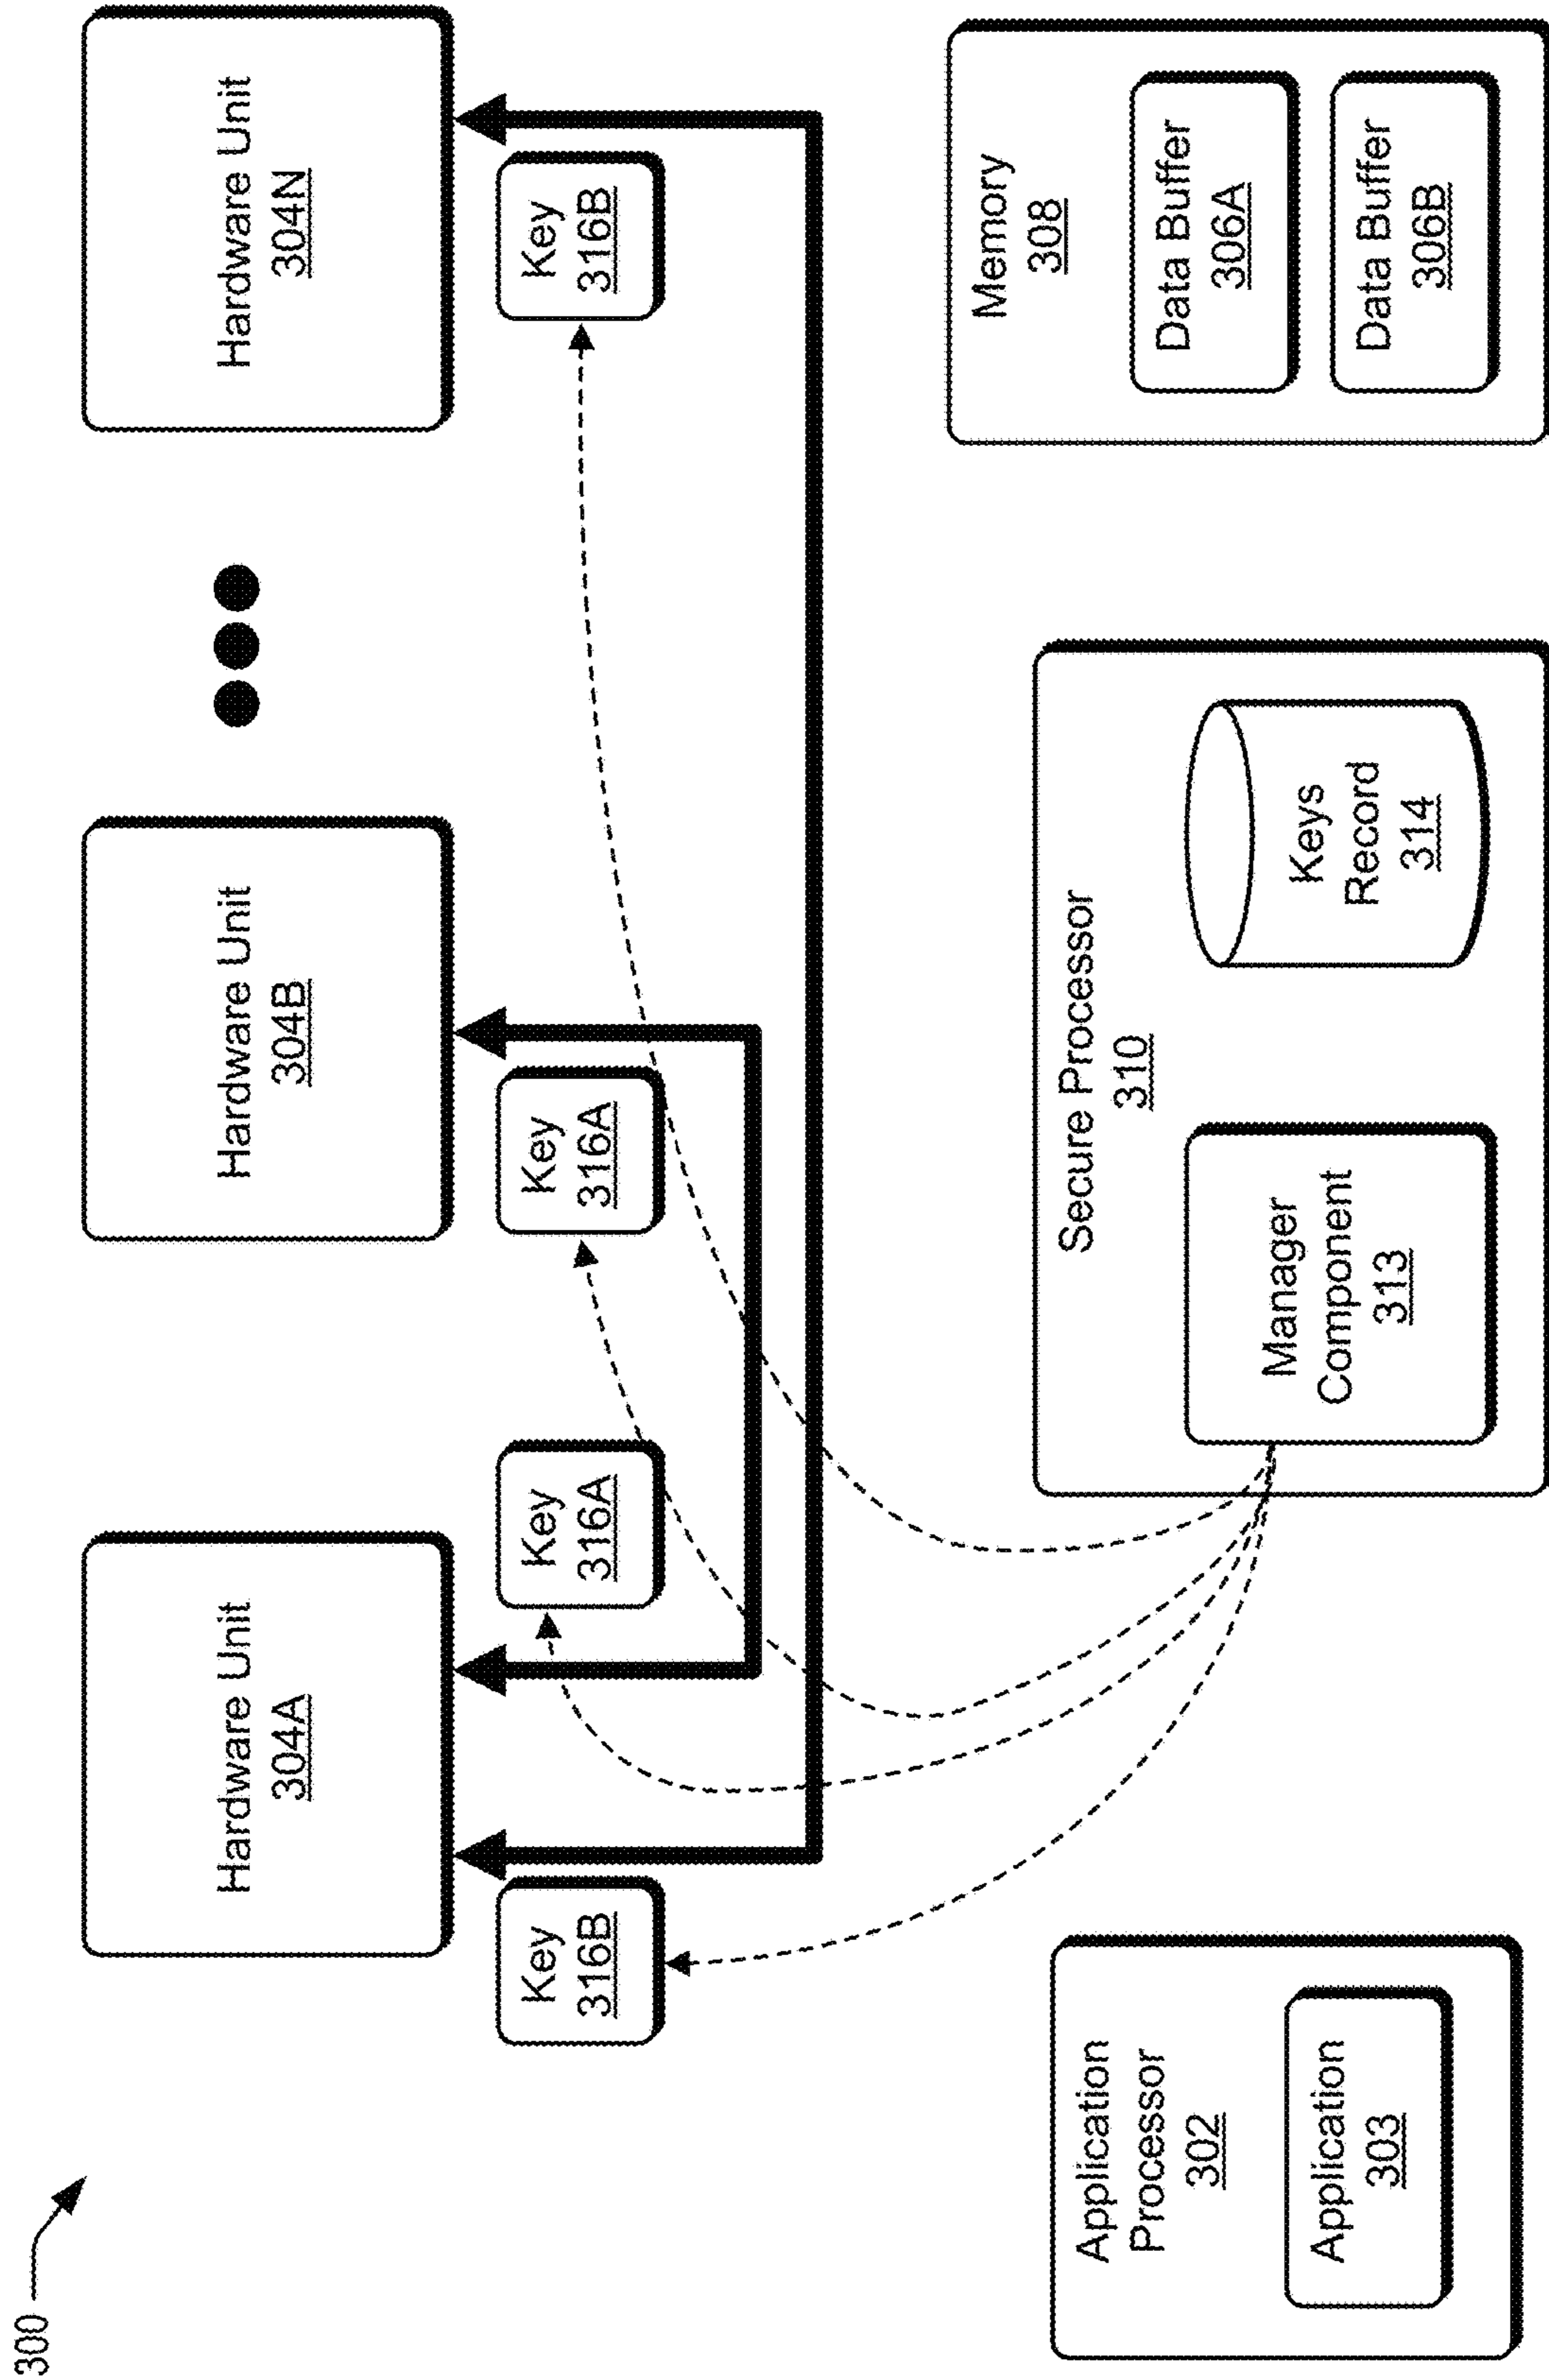 300
Hardware Unit
304A
Hardware Unit
304B
Hardware Unit
304N
Key
316B
Key
316A
Key
316A
Key
316B
Application
Processor
302
Application
303
Secure Processor
310
Manager
Component
313
Keys
Record
314
Memory
308
Data Buffer
306A
Data Buffer
306B